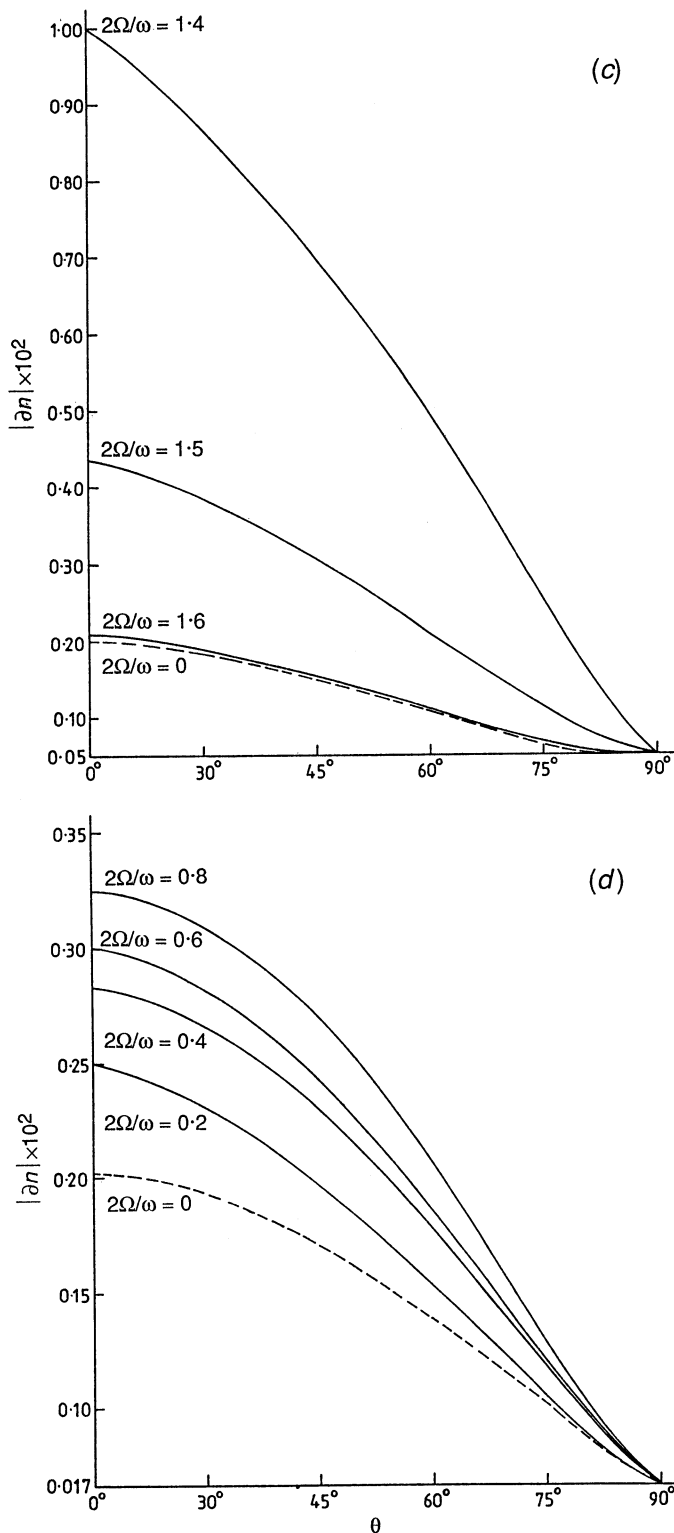 2Ω/ω = 1·4
(c)
1·00
0·90
0·80
0·70
0·60
0·50
0·40
0·30
0·20
0·10
0·05
|∂n|×10²
2Ω/ω = 1·5
2Ω/ω = 1·6
2Ω/ω = 0
0° 30° 45° 60° 75° 90°
(d)
0·35
0·30
0·25
0·20
0·15
0·10
0·017
|∂n|×10²
2Ω/ω = 0·8
2Ω/ω = 0·6
2Ω/ω = 0·4
2Ω/ω = 0·2
2Ω/ω = 0
0° 30° 45° 60° 75° 90°
θ